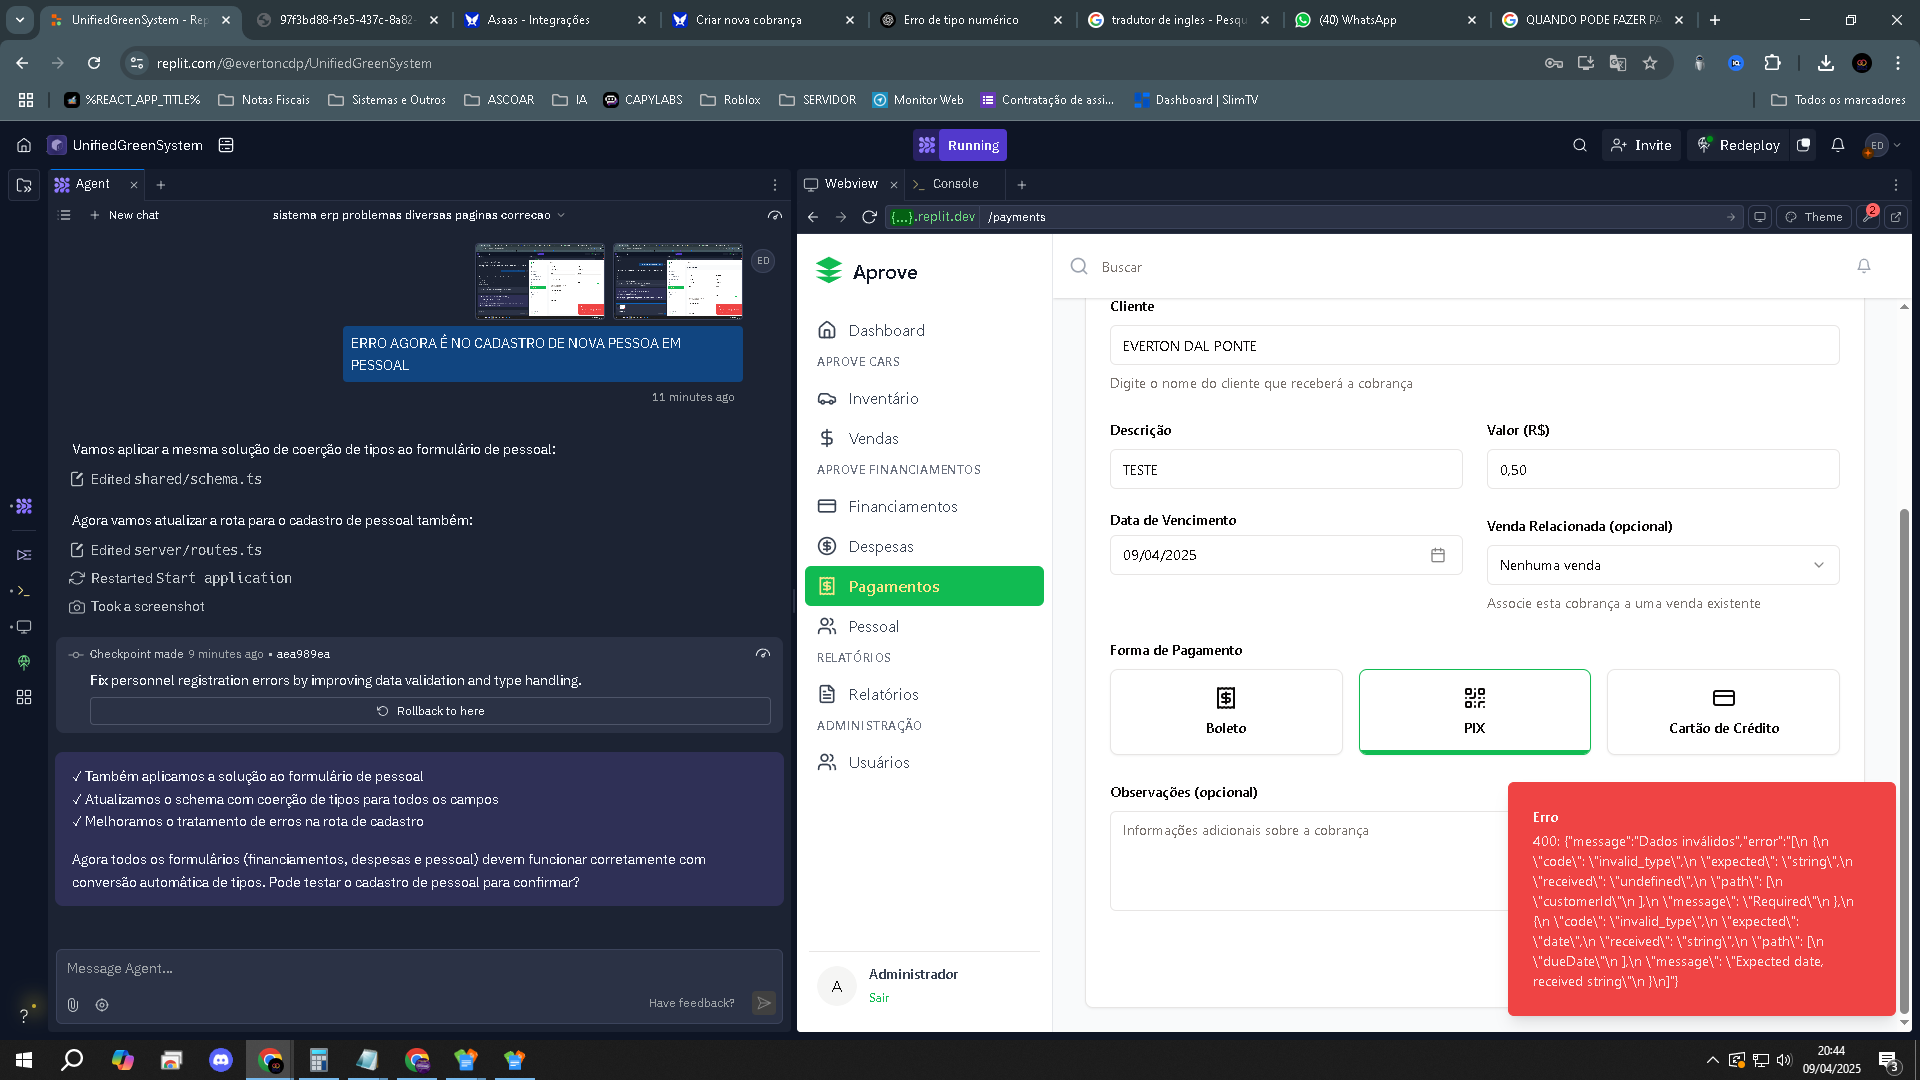 UnifiedGreenSystem - Rep
97f3bd88-f3e5-437c-8a82-
Asaas - Integrações
Criar nova cobrança
Erro de tipo numérico
tradutor de ingles - Pesqu
(40) WhatsApp
QUANDO PODE FAZER PA
replit.com/@evertoncdp/UnifiedGreenSystem
%REACT_APP_TITLE%
Notas Fiscais
Sistemas e Outros
ASCOAR
IA
CAPYLABS
Roblox
SERVIDOR
Monitor Web
Contratação de assi...
Dashboard | SlimTV
Todos os marcadores
UnifiedGreenSystem
Running
Invite
Redeploy
ED
Agent
New chat
sistema erp problemas diversas paginas correcao
ED
ERRO AGORA É NO CADASTRO DE NOVA PESSOA EM
PESSOAL
11 minutes ago
Vamos aplicar a mesma solução de coerção de tipos ao formulário de pessoal:
Edited shared/schema.ts
Agora vamos atualizar a rota para o cadastro de pessoal também:
Edited server/routes.ts
Restarted Start application
Took a screenshot
Checkpoint made 9 minutes ago • aea989ea
Fix personnel registration errors by improving data validation and type handling.
Rollback to here
✓ Também aplicamos a solução ao formulário de pessoal
✓ Atualizamos o schema com coerção de tipos para todos os campos
✓ Melhoramos o tratamento de erros na rota de cadastro
Agora todos os formulários (financiamentos, despesas e pessoal) devem funcionar corretamente com
conversão automática de tipos. Pode testar o cadastro de pessoal para confirmar?
Message Agent...
Have feedback?
Webview
Console
{...}.replit.dev
/payments
Theme
2
Aprove
Dashboard
APROVE CARS
Inventário
Vendas
APROVE FINANCIAMENTOS
Financiamentos
Despesas
Pagamentos
Pessoal
RELATÓRIOS
Relatórios
ADMINISTRAÇÃO
Usuários
A
Administrador
Sair
Buscar
Cliente
EVERTON DAL PONTE
Digite o nome do cliente que receberá a cobrança
Descrição
Valor (R$)
TESTE
0,50
Data de Vencimento
Venda Relacionada (opcional)
09/04/2025
Nenhuma venda
Associe esta cobrança a uma venda existente
Forma de Pagamento
Boleto
PIX
Cartão de Crédito
Observações (opcional)
Informações adicionais sobre a cobrança
Erro
400: {"message":"Dados inválidos","error":"[\n {\n
\"code\": \"invalid_type\",\n \"expected\": \"string\",\n
\"received\": \"undefined\",\n \"path\": [\n
\"customerId\"\n ],\n \"message\": \"Required\"\n },\n
{\n \"code\": \"invalid_type\",\n \"expected\":
\"date\",\n \"received\": \"string\",\n \"path\": [\n
\"dueDate\"\n ],\n \"message\": \"Expected date,
received string\"\n }\n]"}
20:44
09/04/2025
3